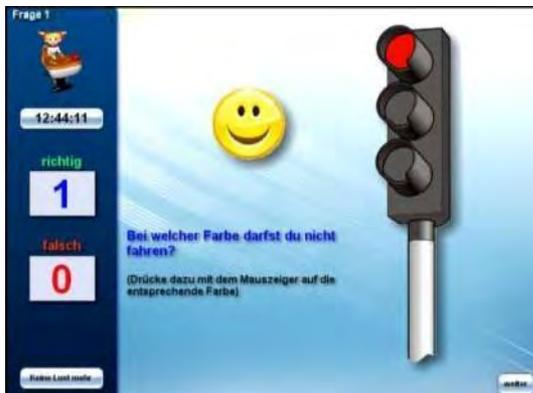 Frage 1
12:44:11
richtig
1
falsch
0
Keine Lust mehr
Bei welcher Farbe darfst du nicht
fahren?
(Drücke dazu mit dem Mauszeiger auf die
entsprechende Farbe)
weiter